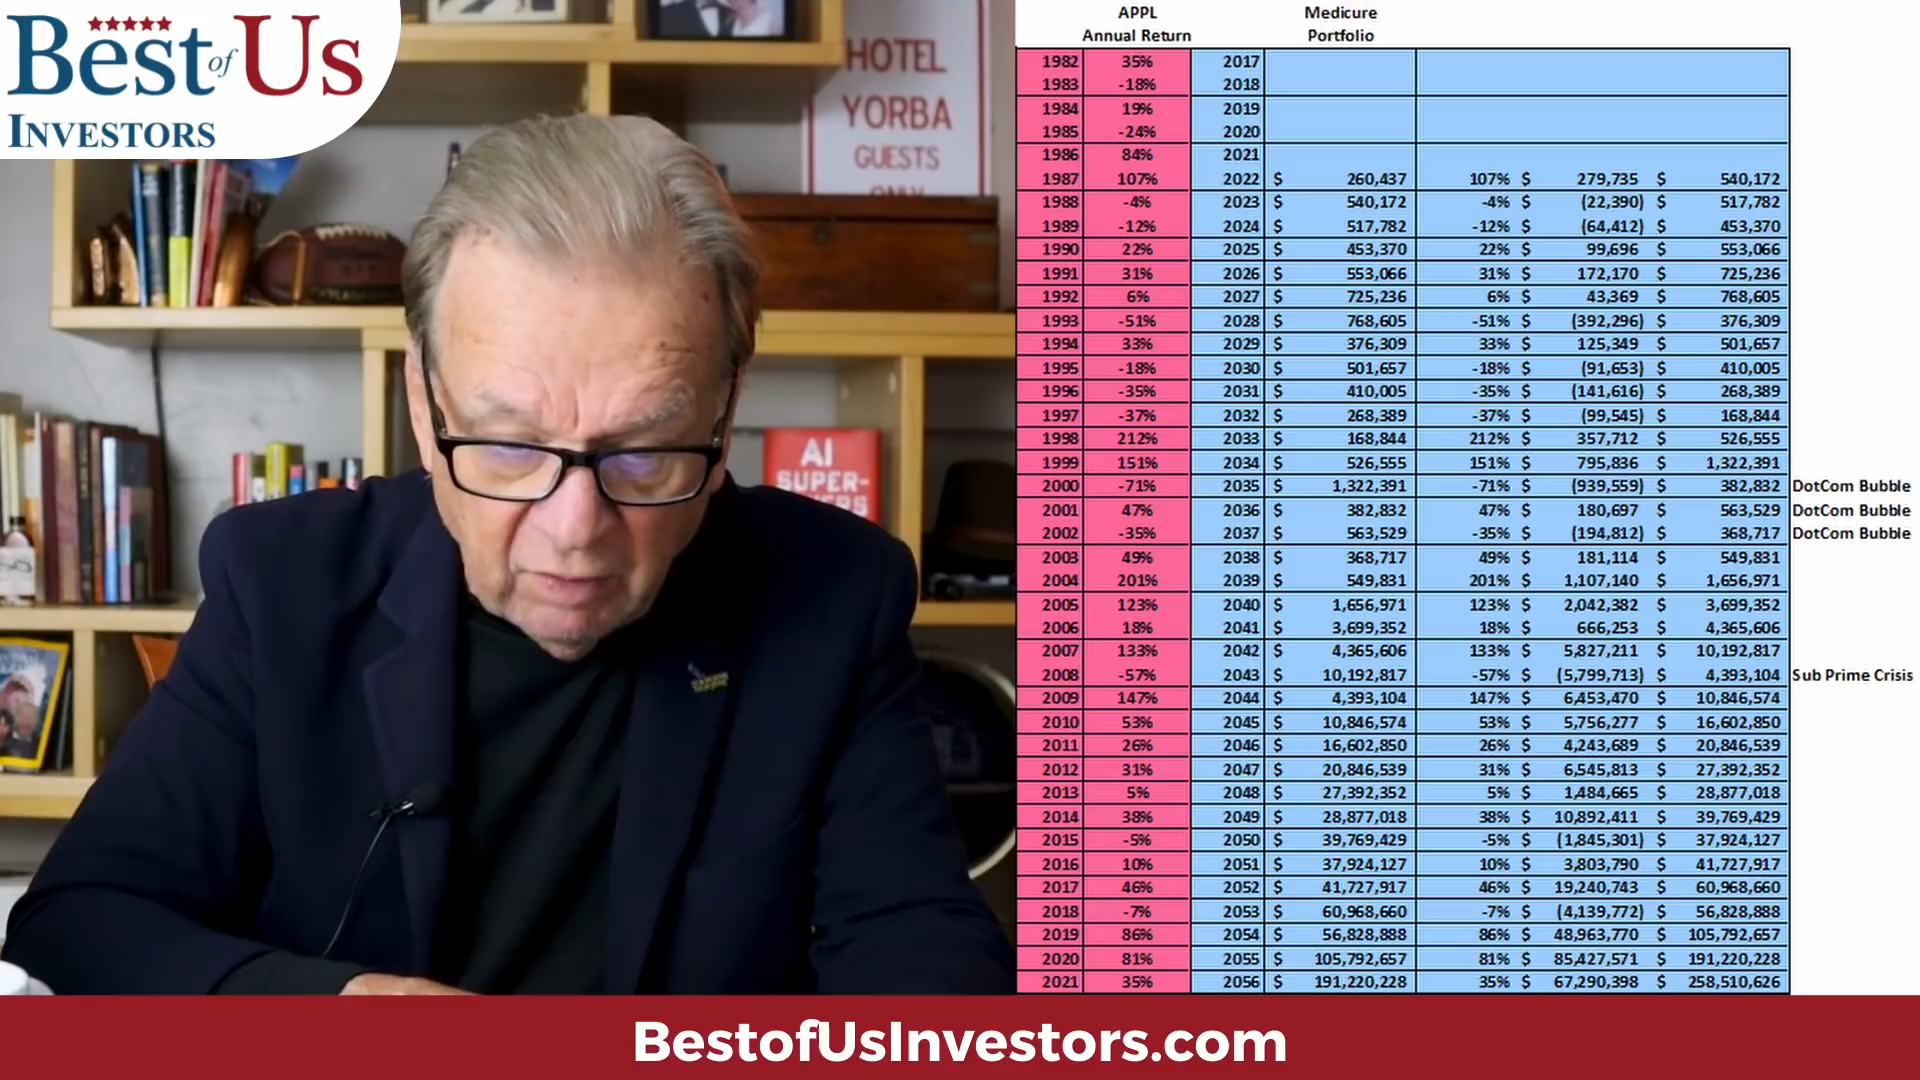 Best of Us
INVESTORS
HOTEL
YORBA
GUESTS
ONLY
AI
SUPER-
APPL Medicure
Annual Return Portfolio
1982 35% 2017
1983 -18% 2018
1984 19% 2019
1985 -24% 2020
1986 84% 2021
1987 107% 2022 $ 260,437 107% $ 279,735 $ 540,172
1988 -4% 2023 $ 540,172 -4% $ (22,390) $ 517,782
1989 -12% 2024 $ 517,782 -12% $ (64,412) $ 453,370
1990 22% 2025 $ 453,370 22% $ 99,696 $ 553,066
1991 31% 2026 $ 553,066 31% $ 172,170 $ 725,236
1992 6% 2027 $ 725,236 6% $ 43,369 $ 768,605
1993 -51% 2028 $ 768,605 -51% $ (392,296) $ 376,309
1994 33% 2029 $ 376,309 33% $ 125,349 $ 501,657
1995 -18% 2030 $ 501,657 -18% $ (91,653) $ 410,005
1996 -35% 2031 $ 410,005 -35% $ (141,616) $ 268,389
1997 -37% 2032 $ 268,389 -37% $ (99,545) $ 168,844
1998 212% 2033 $ 168,844 212% $ 357,712 $ 526,555
1999 151% 2034 $ 526,555 151% $ 795,836 $ 1,322,391
2000 -71% 2035 $ 1,322,391 -71% $ (939,559) $ 382,832 DotCom Bubble
2001 47% 2036 $ 382,832 47% $ 180,697 $ 563,529 DotCom Bubble
2002 -35% 2037 $ 563,529 -35% $ (194,812) $ 368,717 DotCom Bubble
2003 49% 2038 $ 368,717 49% $ 181,114 $ 549,831
2004 201% 2039 $ 549,831 201% $ 1,107,140 $ 1,656,971
2005 123% 2040 $ 1,656,971 123% $ 2,042,382 $ 3,699,352
2006 18% 2041 $ 3,699,352 18% $ 666,253 $ 4,365,606
2007 133% 2042 $ 4,365,606 133% $ 5,827,211 $ 10,192,817
2008 -57% 2043 $ 10,192,817 -57% $ (5,799,713) $ 4,393,104 Sub Prime Crisis
2009 147% 2044 $ 4,393,104 147% $ 6,453,470 $ 10,846,574
2010 53% 2045 $ 10,846,574 53% $ 5,756,277 $ 16,602,850
2011 26% 2046 $ 16,602,850 26% $ 4,243,689 $ 20,846,539
2012 31% 2047 $ 20,846,539 31% $ 6,545,813 $ 27,392,352
2013 5% 2048 $ 27,392,352 5% $ 1,484,665 $ 28,877,018
2014 38% 2049 $ 28,877,018 38% $ 10,892,411 $ 39,769,429
2015 -5% 2050 $ 39,769,429 -5% $ (1,845,301) $ 37,924,127
2016 10% 2051 $ 37,924,127 10% $ 3,803,790 $ 41,727,917
2017 46% 2052 $ 41,727,917 46% $ 19,240,743 $ 60,968,660
2018 -7% 2053 $ 60,968,660 -7% $ (4,139,772) $ 56,828,888
2019 86% 2054 $ 56,828,888 86% $ 48,963,770 $ 105,792,657
2020 81% 2055 $ 105,792,657 81% $ 85,427,571 $ 191,220,228
2021 35% 2056 $ 191,220,228 35% $ 67,290,398 $ 258,510,626
BestofUsInvestors.com